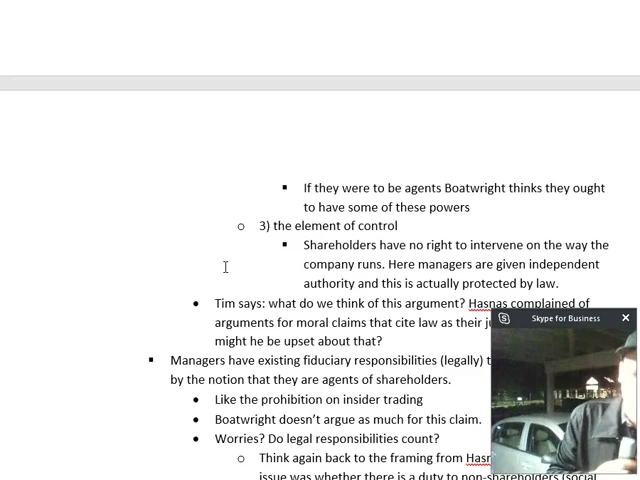 If they were to be agents Boatwright thinks they ought
to have some of these powers
3) the element of control
Shareholders have no right to intervene on the way the
company runs. Here managers are given independent
authority and this is actually protected by law.
Tim says: what do we think of this argument? Hasnas complained of
arguments for moral claims that cite law as their
might he be upset about that?
Managers have existing fiduciary responsibilities (legally)
by the notion that they are agents of shareholders.
Like the prohibition on insider trading
Boatwright doesn't argue as much for this claim.
Worries? Do legal responsibilities count?
Think again back to the framing from
issue was whether there is a duty to non-shareholders (social
Skype for Business